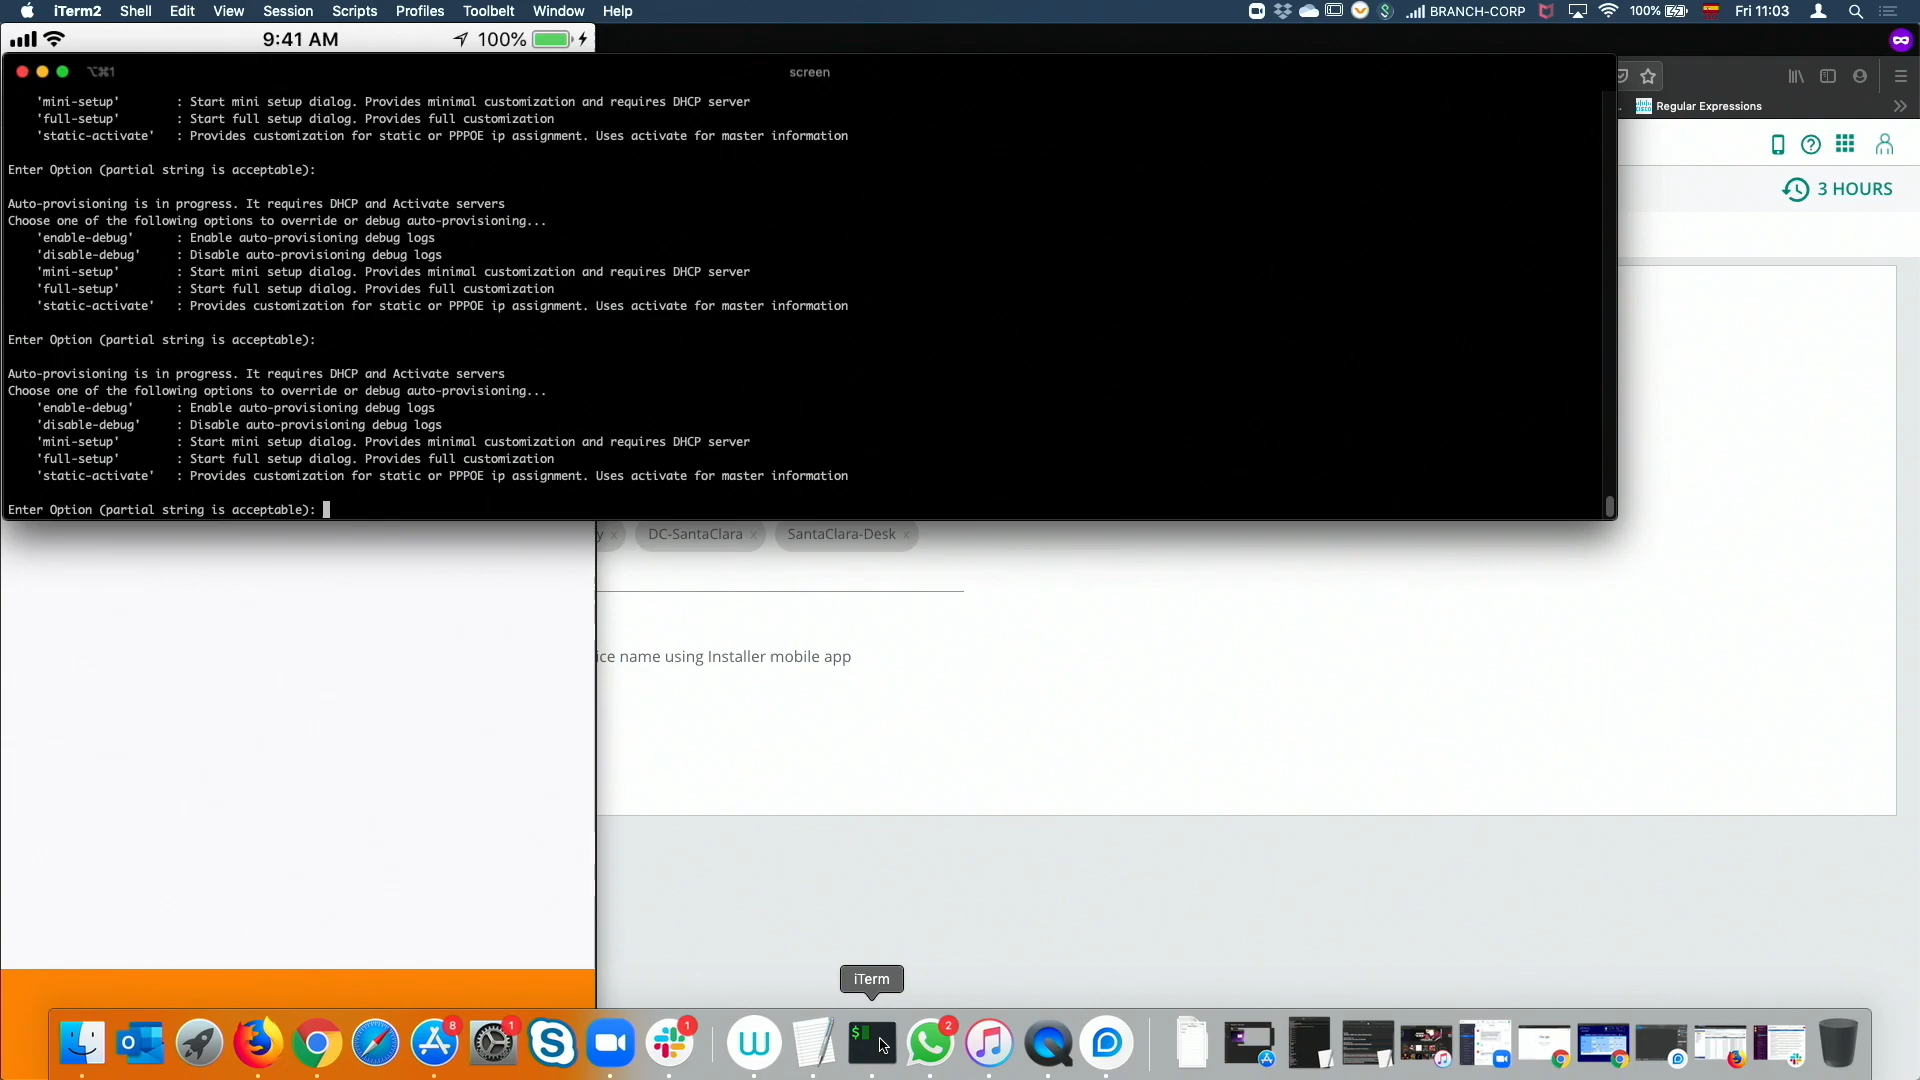 iTerm2 Shell Edit View Session Scripts Profiles Toolbelt Window Help
BRANCH-CORP 100% Fri 11:03
9:41 AM 100%
⌥⌘1 screen
'mini-setup' : Start mini setup dialog. Provides minimal customization and requires DHCP server
'full-setup' : Start full setup dialog. Provides full customization
'static-activate' : Provides customization for static or PPPOE ip assignment. Uses activate for master information
Enter Option (partial string is acceptable):
Auto-provisioning is in progress. It requires DHCP and Activate servers
Choose one of the following options to override or debug auto-provisioning...
'enable-debug' : Enable auto-provisioning debug logs
'disable-debug' : Disable auto-provisioning debug logs
'mini-setup' : Start mini setup dialog. Provides minimal customization and requires DHCP server
'full-setup' : Start full setup dialog. Provides full customization
'static-activate' : Provides customization for static or PPPOE ip assignment. Uses activate for master information
Enter Option (partial string is acceptable):
Auto-provisioning is in progress. It requires DHCP and Activate servers
Choose one of the following options to override or debug auto-provisioning...
'enable-debug' : Enable auto-provisioning debug logs
'disable-debug' : Disable auto-provisioning debug logs
'mini-setup' : Start mini setup dialog. Provides minimal customization and requires DHCP server
'full-setup' : Start full setup dialog. Provides full customization
'static-activate' : Provides customization for static or PPPOE ip assignment. Uses activate for master information
Enter Option (partial string is acceptable):
Regular Expressions
3 HOURS
y × DC-SantaClara × SantaClara-Desk ×
ice name using Installer mobile app
iTerm
8 1 1 2